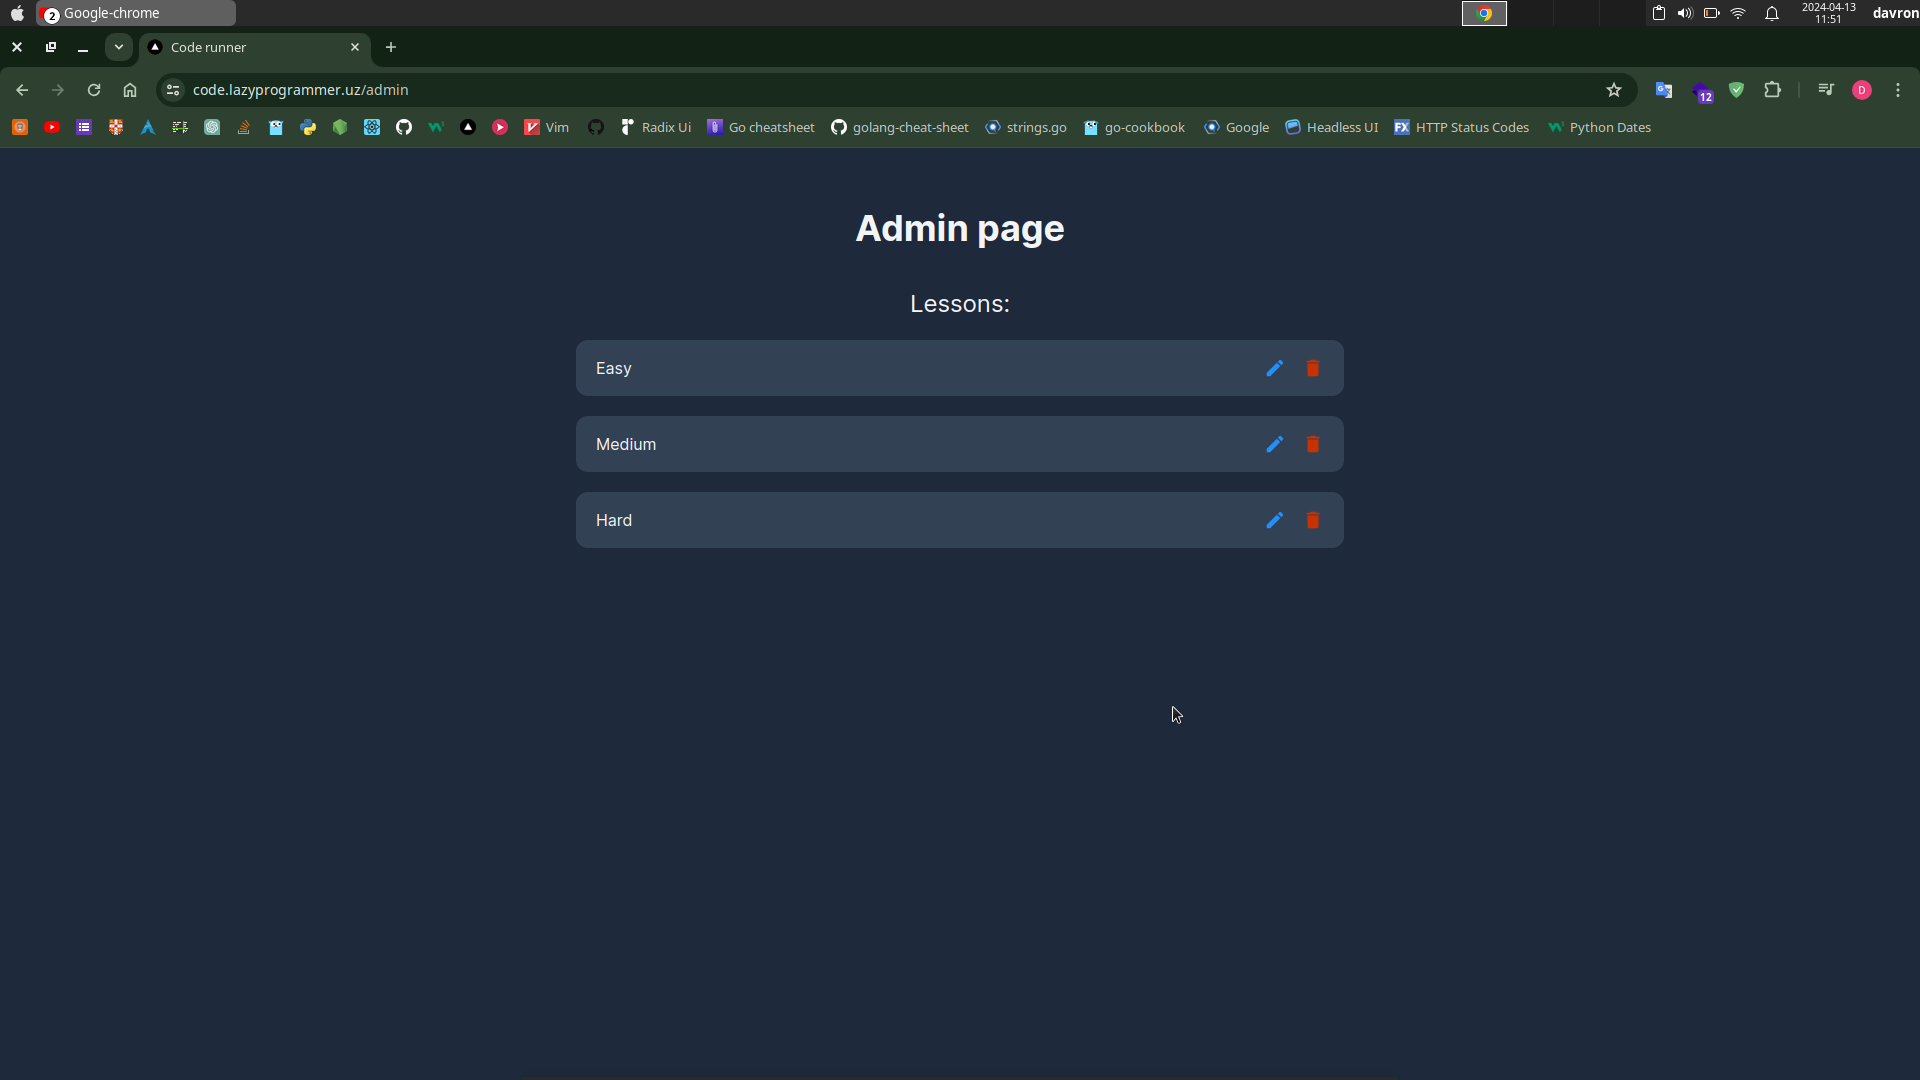 2 Google-chrome
2024-04-13
11:51
davron
Code runner
code.lazyprogrammer.uz/admin
12
D
Vim
Radix Ui
Go cheatsheet
golang-cheat-sheet
strings.go
go-cookbook
Google
Headless UI
FX HTTP Status Codes
Python Dates
Admin page
Lessons:
Easy
Medium
Hard